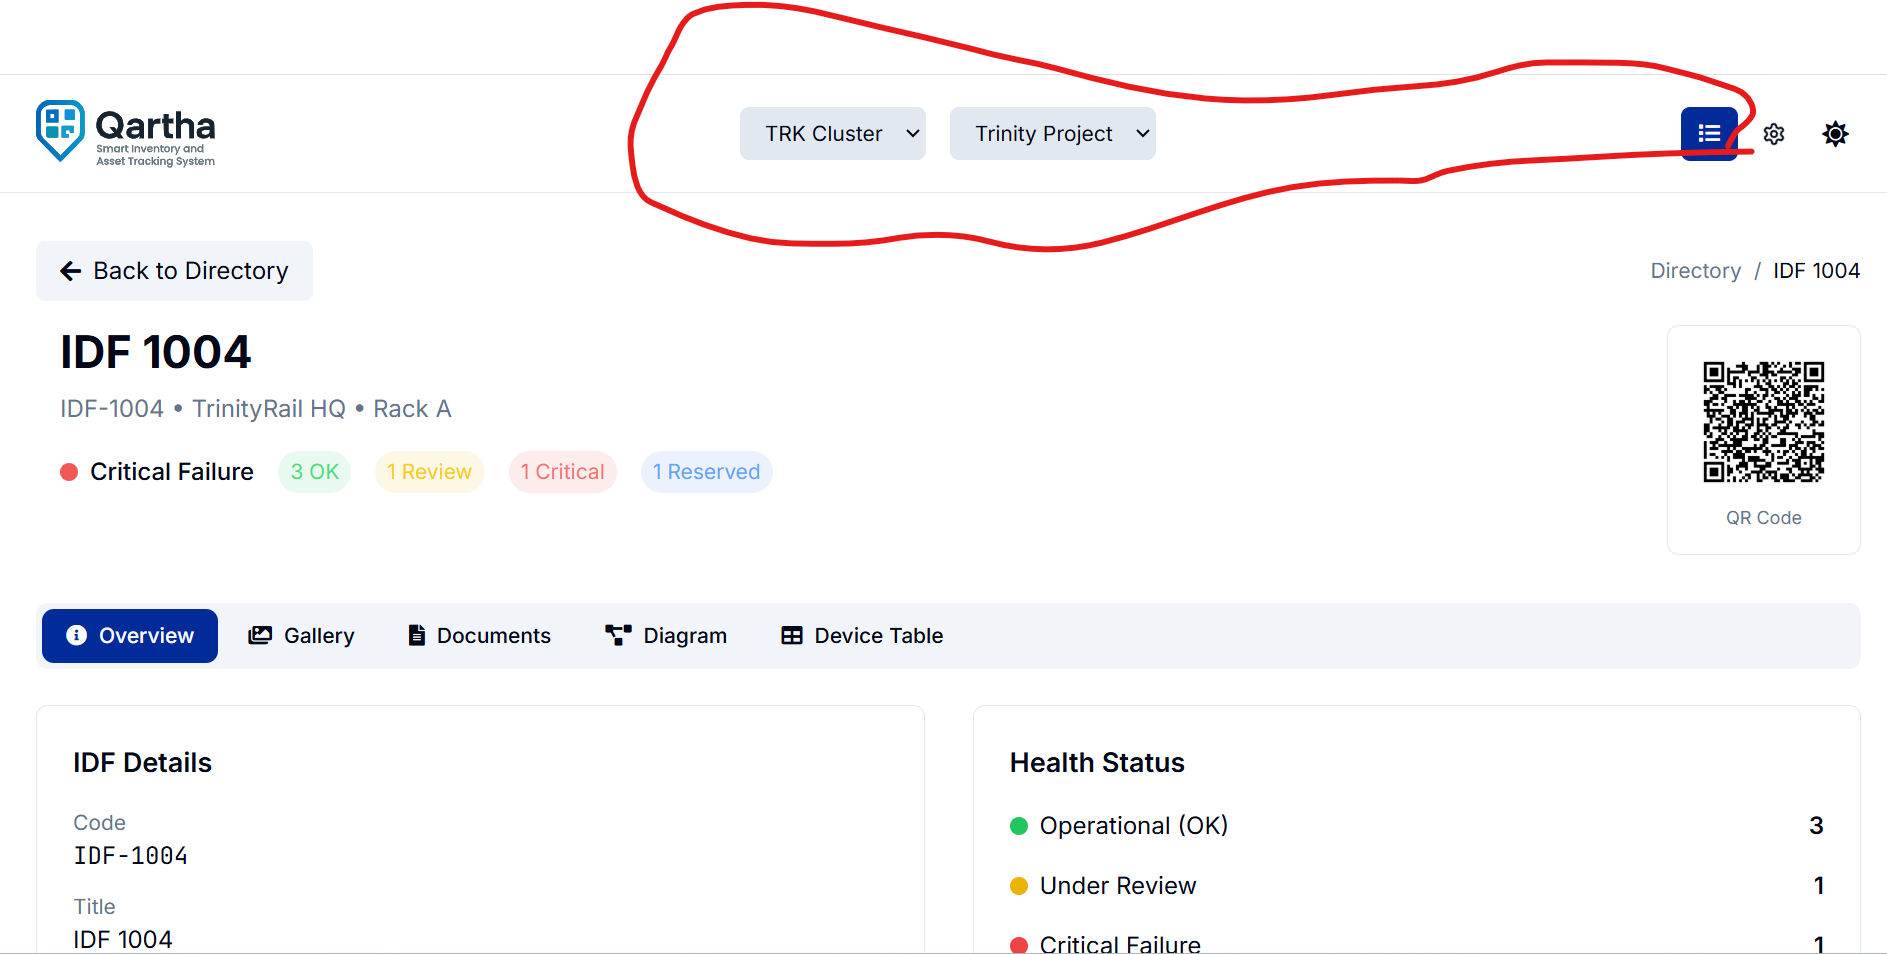 Qartha
Smart Inventory and
Asset Tracking System
TRK Cluster
Trinity Project
Back to Directory
Directory / IDF 1004
IDF 1004
IDF-1004 • TrinityRail HQ • Rack A
Critical Failure
3 OK
1 Review
1 Critical
1 Reserved
QR Code
Overview
Gallery
Documents
Diagram
Device Table
IDF Details
Code
IDF-1004
Title
IDF 1004
Health Status
Operational (OK) 3
Under Review 1
Critical Failure 1